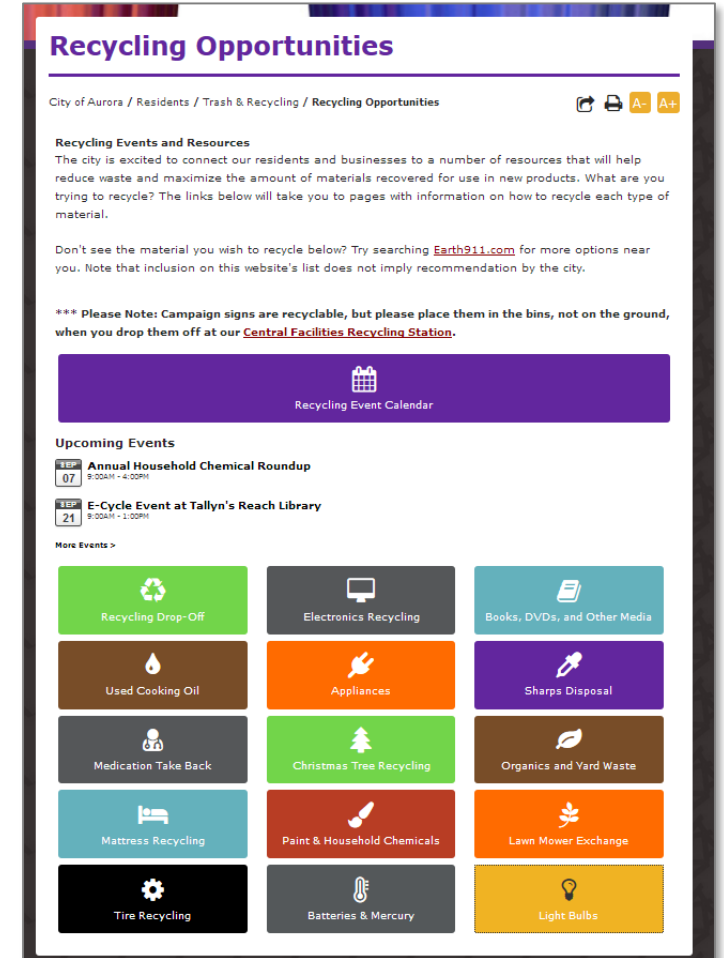 Recycling Opportunities
City of Aurora / Residents / Trash & Recycling / Recycling Opportunities
A- A+
Recycling Events and Resources
The city is excited to connect our residents and businesses to a number of resources that will help
reduce waste and maximize the amount of materials recovered for use in new products. What are you
trying to recycle? The links below will take you to pages with information on how to recycle each type of
material.
Don't see the material you wish to recycle below? Try searching Earth911.com for more options near
you. Note that inclusion on this website's list does not imply recommendation by the city.
*** Please Note: Campaign signs are recyclable, but please place them in the bins, not on the ground,
when you drop them off at our Central Facilities Recycling Station.
Recycling Event Calendar
Upcoming Events
SEP
07
Annual Household Chemical Roundup
9:00AM - 4:00PM
SEP
21
E-Cycle Event at Tallyn's Reach Library
9:00AM - 1:00PM
More Events >
Recycling Drop-Off
Electronics Recycling
Books, DVDs, and Other Media
Used Cooking Oil
Appliances
Sharps Disposal
Medication Take Back
Christmas Tree Recycling
Organics and Yard Waste
Mattress Recycling
Paint & Household Chemicals
Lawn Mower Exchange
Tire Recycling
Batteries & Mercury
Light Bulbs